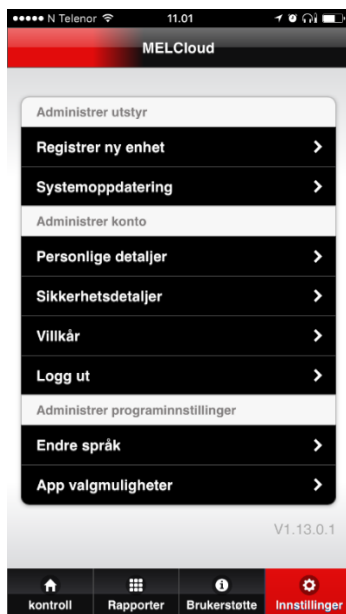 N Telenor 11.01
MELCloud
Administrer utstyr
Registrer ny enhet
Systemoppdatering
Administrer konto
Personlige detaljer
Sikkerhetsdetaljer
Villkår
Logg ut
Administrer programinnstillinger
Endre språk
App valgmuligheter
V1.13.0.1
kontroll Rapporter Brukerstøtte Innstillinger